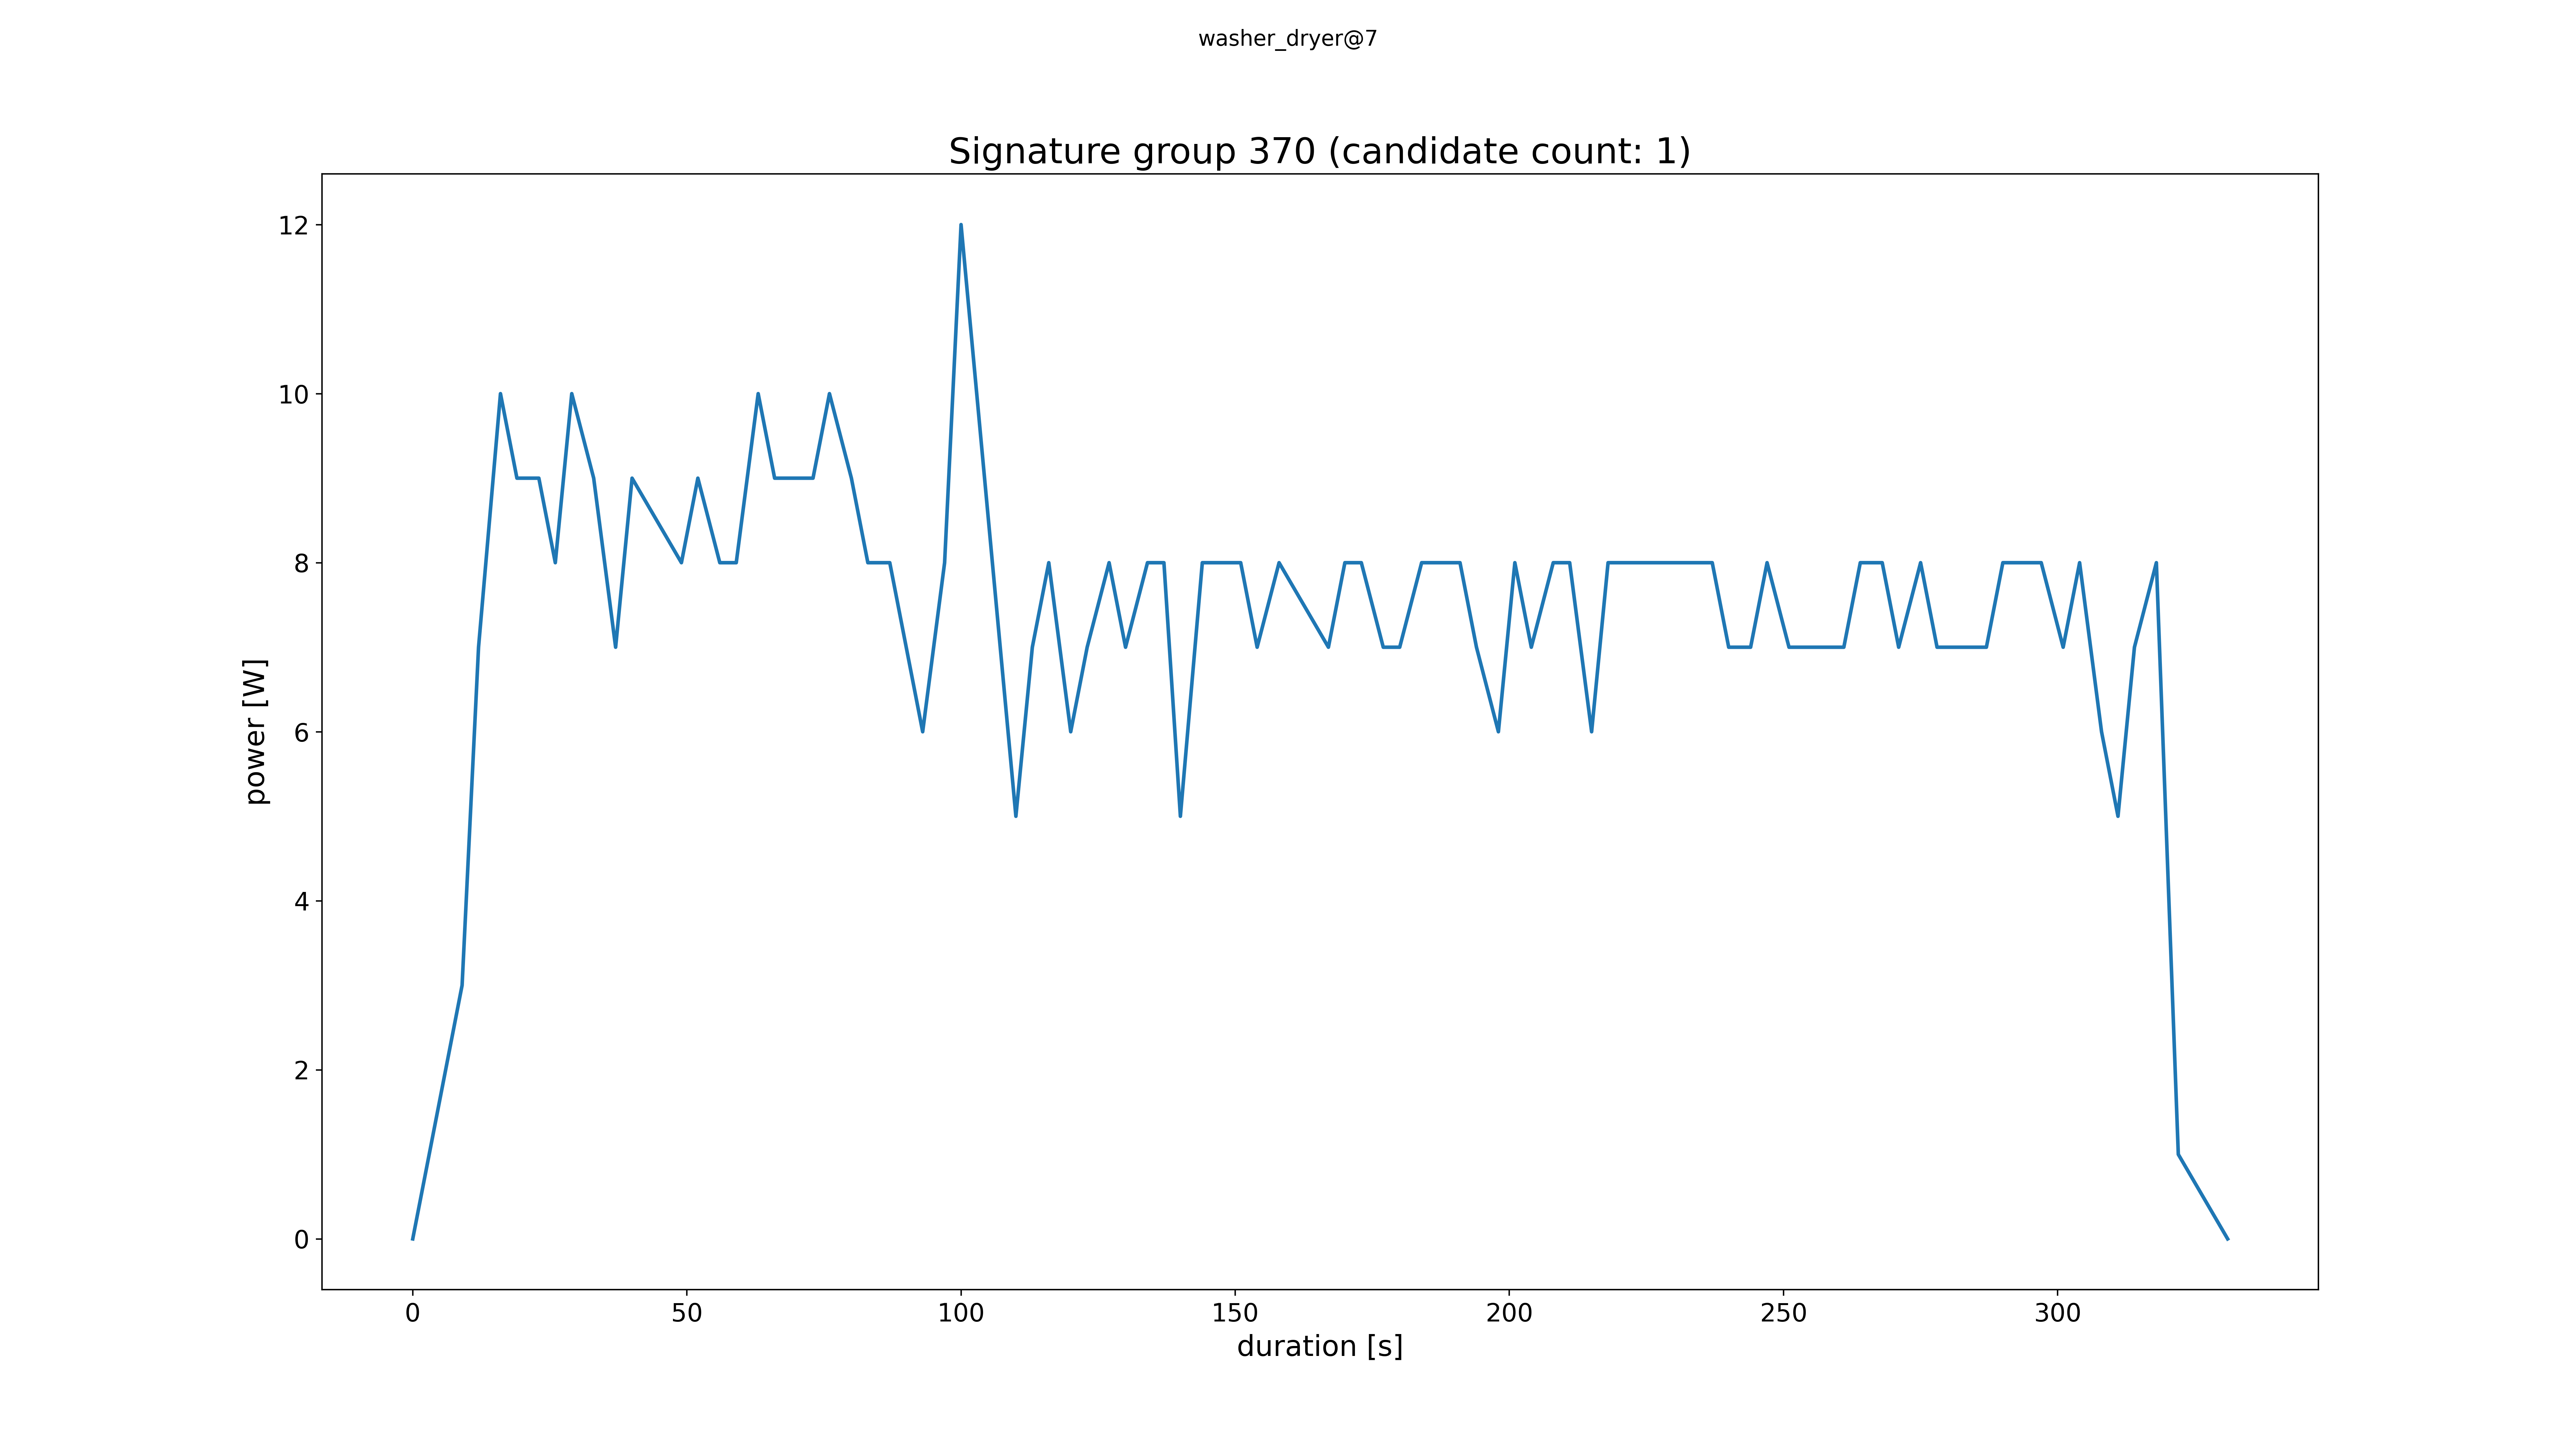 washer_dryer@7
Signature group 370 (candidate count: 1)
12
10
8
6
4
2
0
power [W]
0 50 100 150 200 250 300
duration [s]